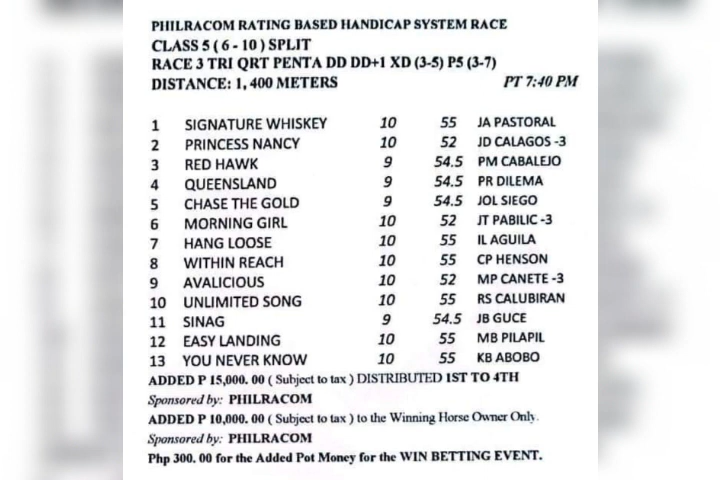 PHILRACOM RATING BASED HANDICAP SYSTEM RACE
CLASS 5 ( 6 - 10 ) SPLIT
RACE 3 TRI QRT PENTA DD DD+1 XD (3-5) P5 (3-7)
DISTANCE: 1, 400 METERS PT 7:40 PM
1 SIGNATURE WHISKEY 10 55 JA PASTORAL
2 PRINCESS NANCY 10 52 JD CALAGOS -3
3 RED HAWK 9 54.5 PM CABALEJO
4 QUEENSLAND 9 54.5 PR DILEMA
5 CHASE THE GOLD 9 54.5 JOL SIEGO
6 MORNING GIRL 10 52 JT PABILIC -3
7 HANG LOOSE 10 55 IL AGUILA
8 WITHIN REACH 10 55 CP HENSON
9 AVALICIOUS 10 52 MP CANETE -3
10 UNLIMITED SONG 10 55 RS CALUBIRAN
11 SINAG 9 54.5 JB GUCE
12 EASY LANDING 10 55 MB PILAPIL
13 YOU NEVER KNOW 10 55 KB ABOBO
ADDED P 15,000. 00 ( Subject to tax ) DISTRIBUTED 1ST TO 4TH
Sponsored by: PHILRACOM
ADDED P 10,000. 00 ( Subject to tax ) to the Winning Horse Owner Only.
Sponsored by: PHILRACOM
Php 300. 00 for the Added Pot Money for the WIN BETTING EVENT.